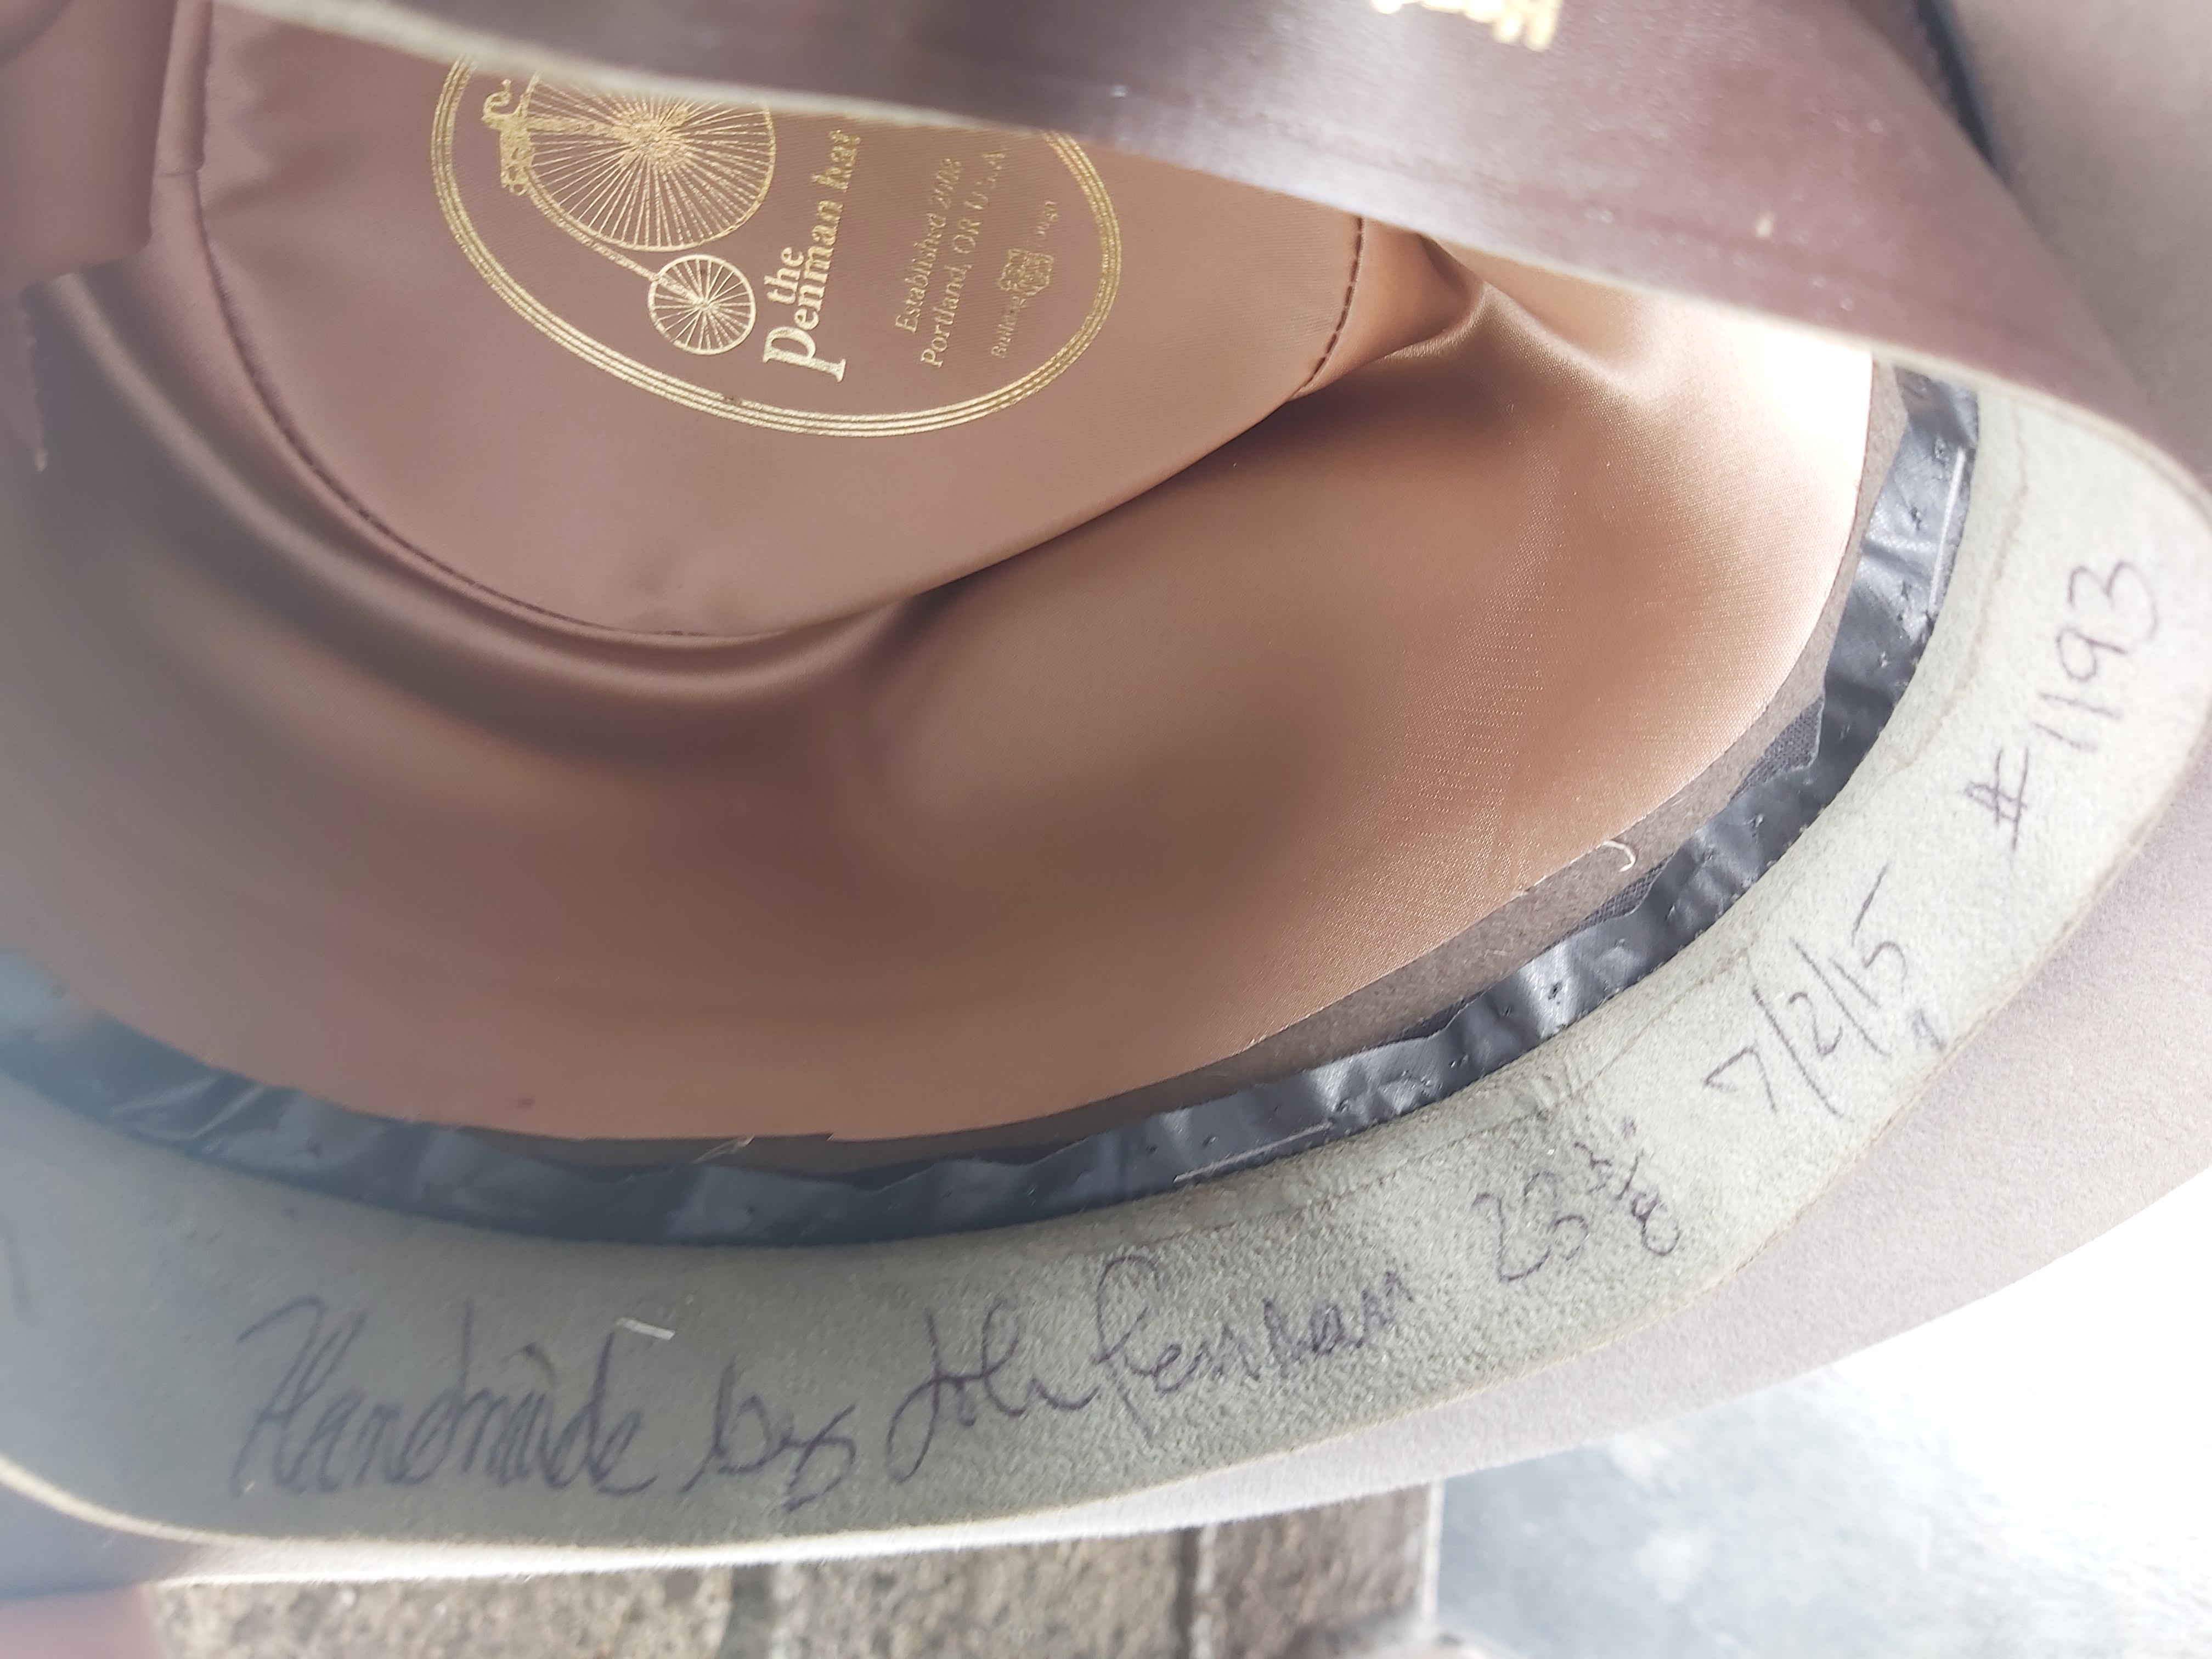 the
Penman hat
Established 2008
Portland, OR U.S.A.
Handmade by John Penman 23 5/8 7/2/15 #1193